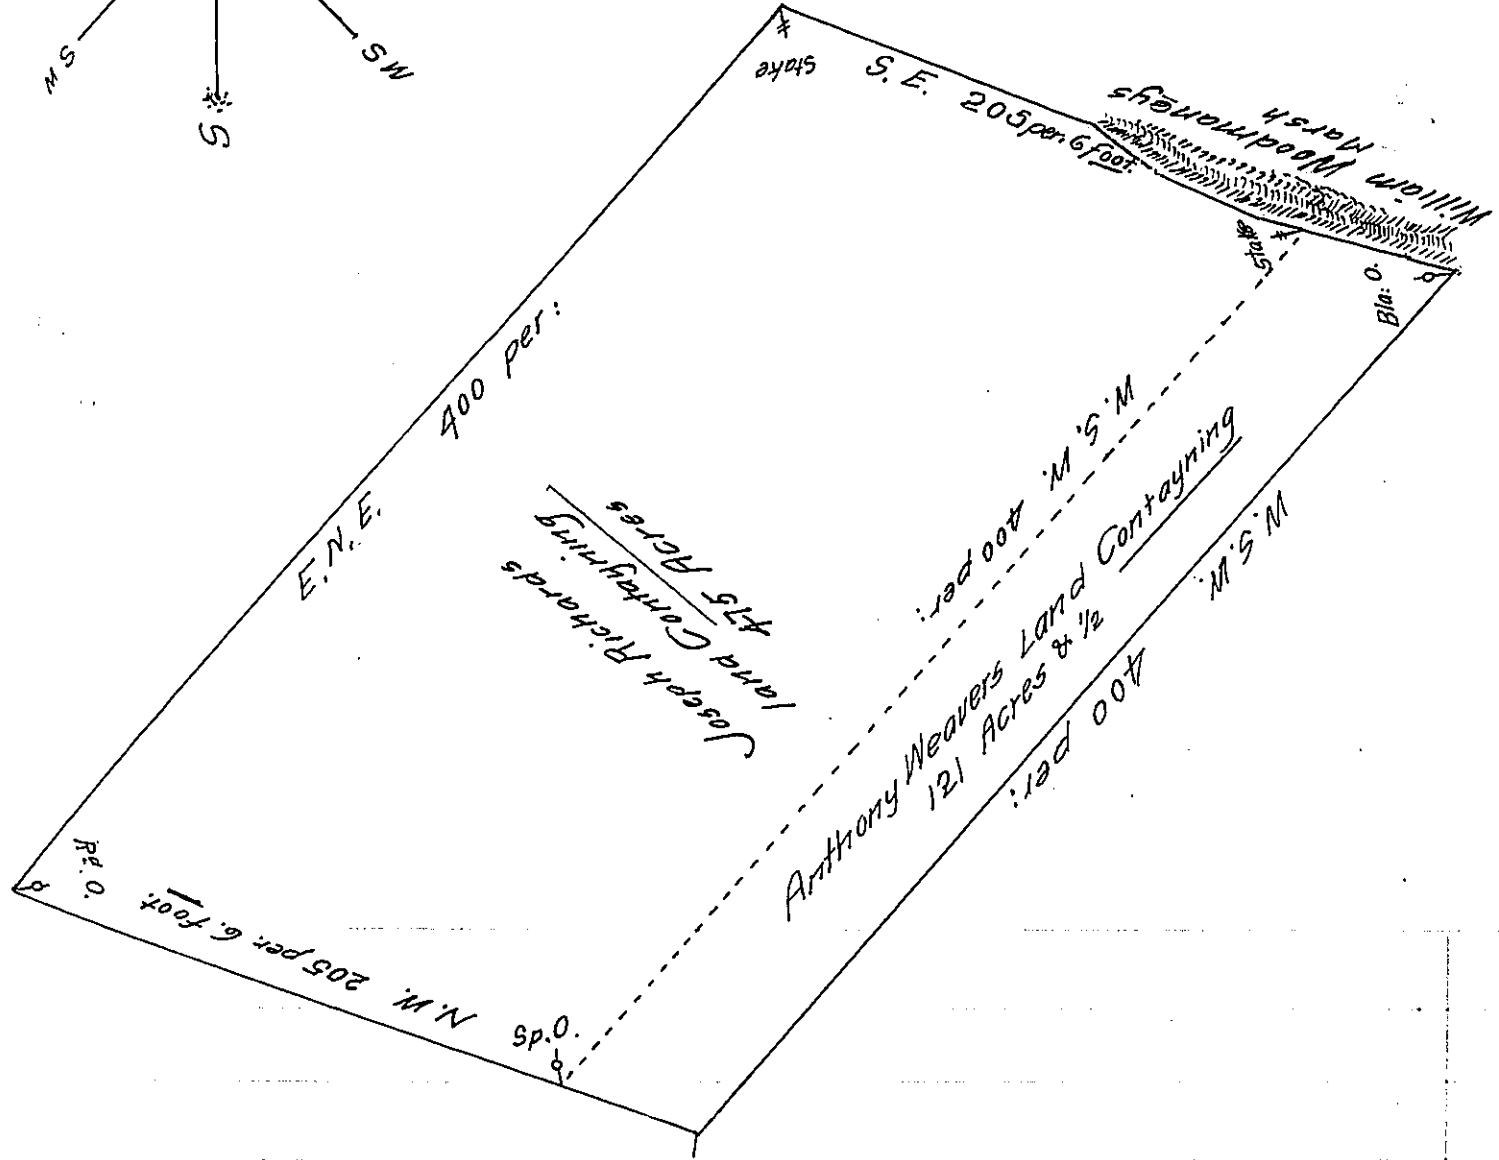 S W
S
S W
Stake
S. E. 205 per. 6 foot.
William Woodmaneys
Marsh
Stake
Bla: O.
E. N. E. 400 per:
W. S. W. 400 per:
Joseph Richards
land Contayning
475 Acres
Anthony Weavers Land Contayning
121 Acres & 1/2
W. S. W. 400 per:
Rd. O.
N. W. 205 per. 6. foot.
Sp. O.